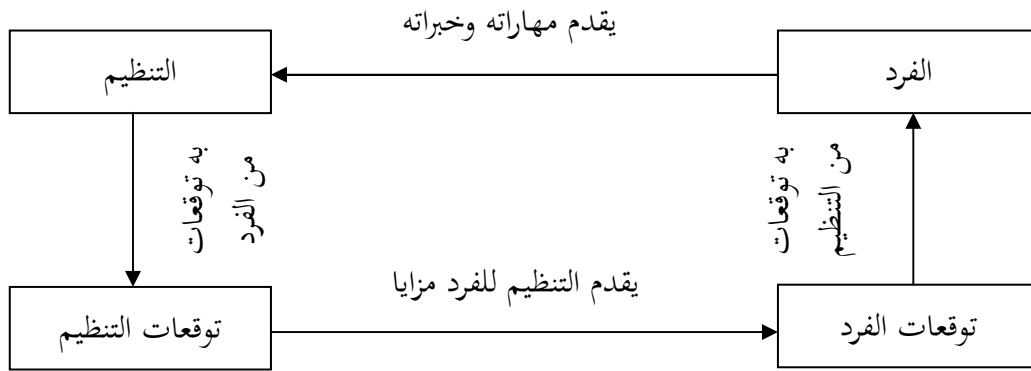 يقدم مهاراته وخبراته
الفرد
التنظيم
به توقعات
من التنظيم
به توقعات
من الفرد
يقدم التنظيم للفرد مزايا
توقعات الفرد
توقعات التنظيم